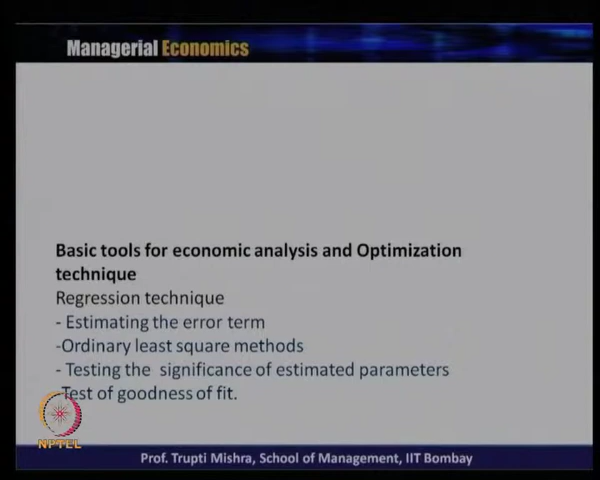 Managerial Economics
Basic tools for economic analysis and Optimization
technique
Regression technique
- Estimating the error term
-Ordinary least square methods
- Testing the  significance of estimated parameters
-Test of goodness of fit.
NPTEL
Prof. Trupti Mishra, School of Management, IIT Bombay